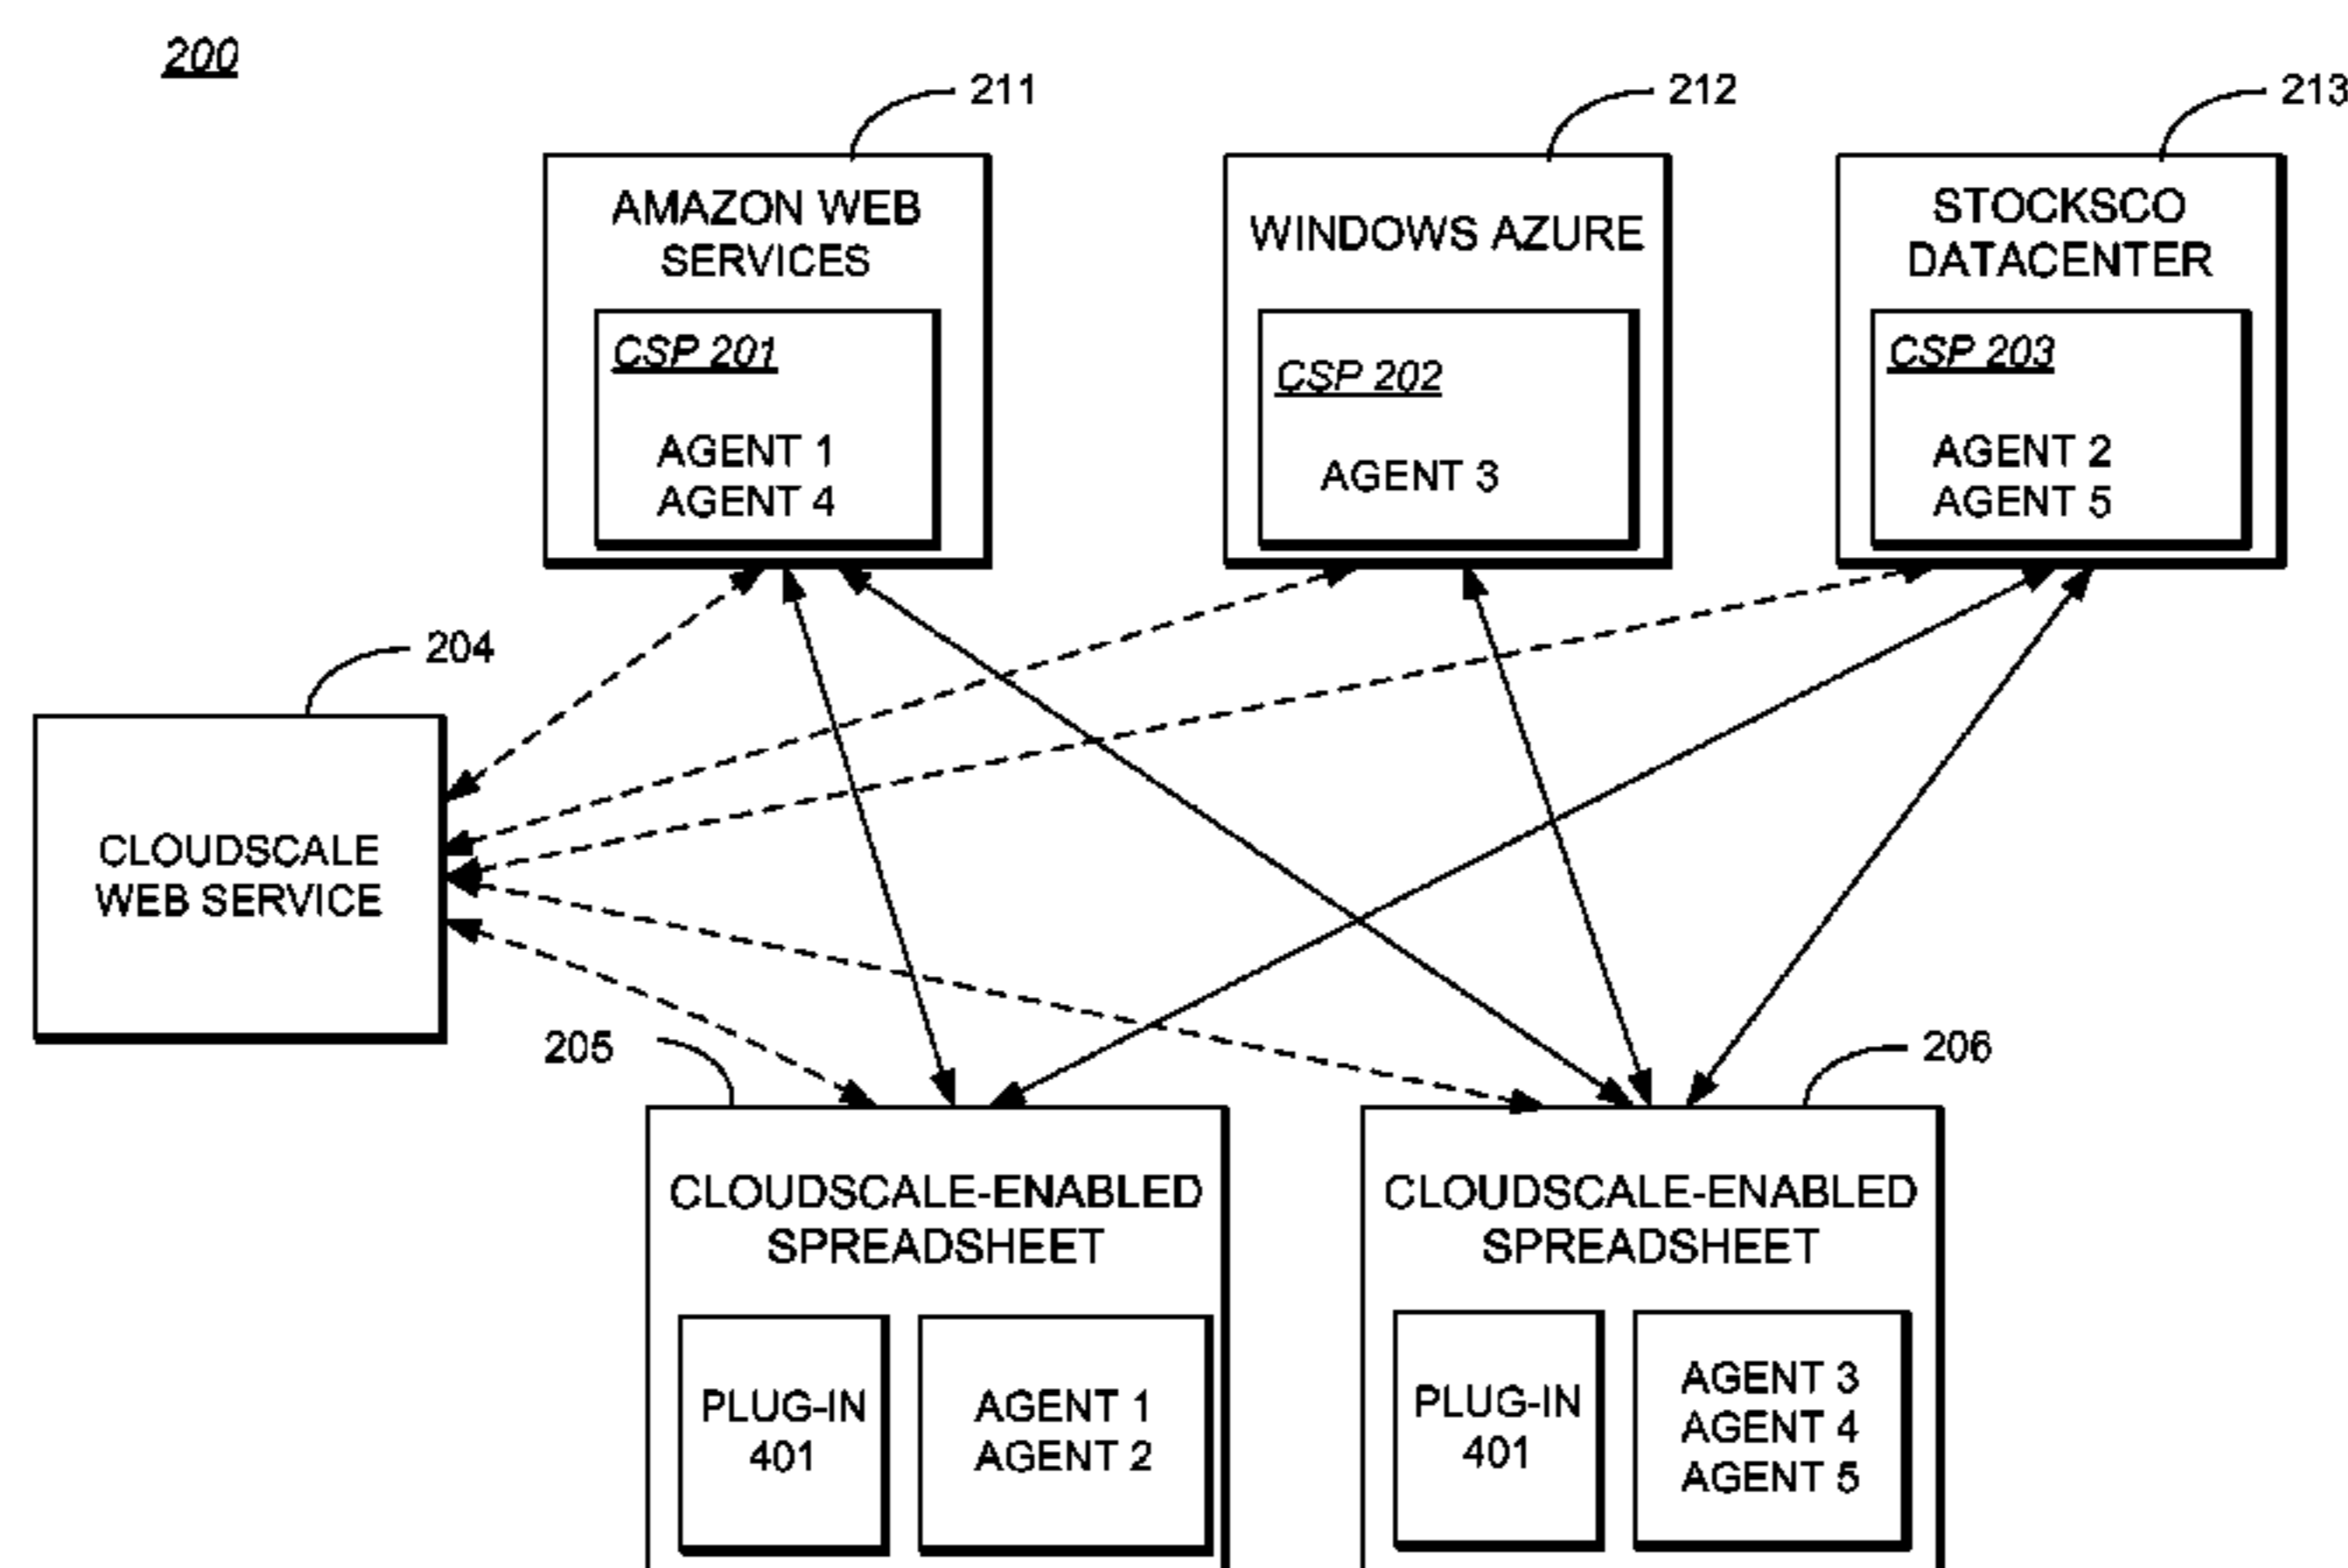 200
211
212
213
AMAZON WEB
SERVICES
CSP 201
AGENT 1
AGENT 4
WINDOWS AZURE
CSP 202
AGENT 3
STOCKSCO
DATACENTER
CSP 203
AGENT 2
AGENT 5
204
CLOUDSCALE
WEB SERVICE
205
206
CLOUDSCALE-ENABLED
SPREADSHEET
PLUG-IN
401
AGENT 1
AGENT 2
CLOUDSCALE-ENABLED
SPREADSHEET
PLUG-IN
401
AGENT 3
AGENT 4
AGENT 5